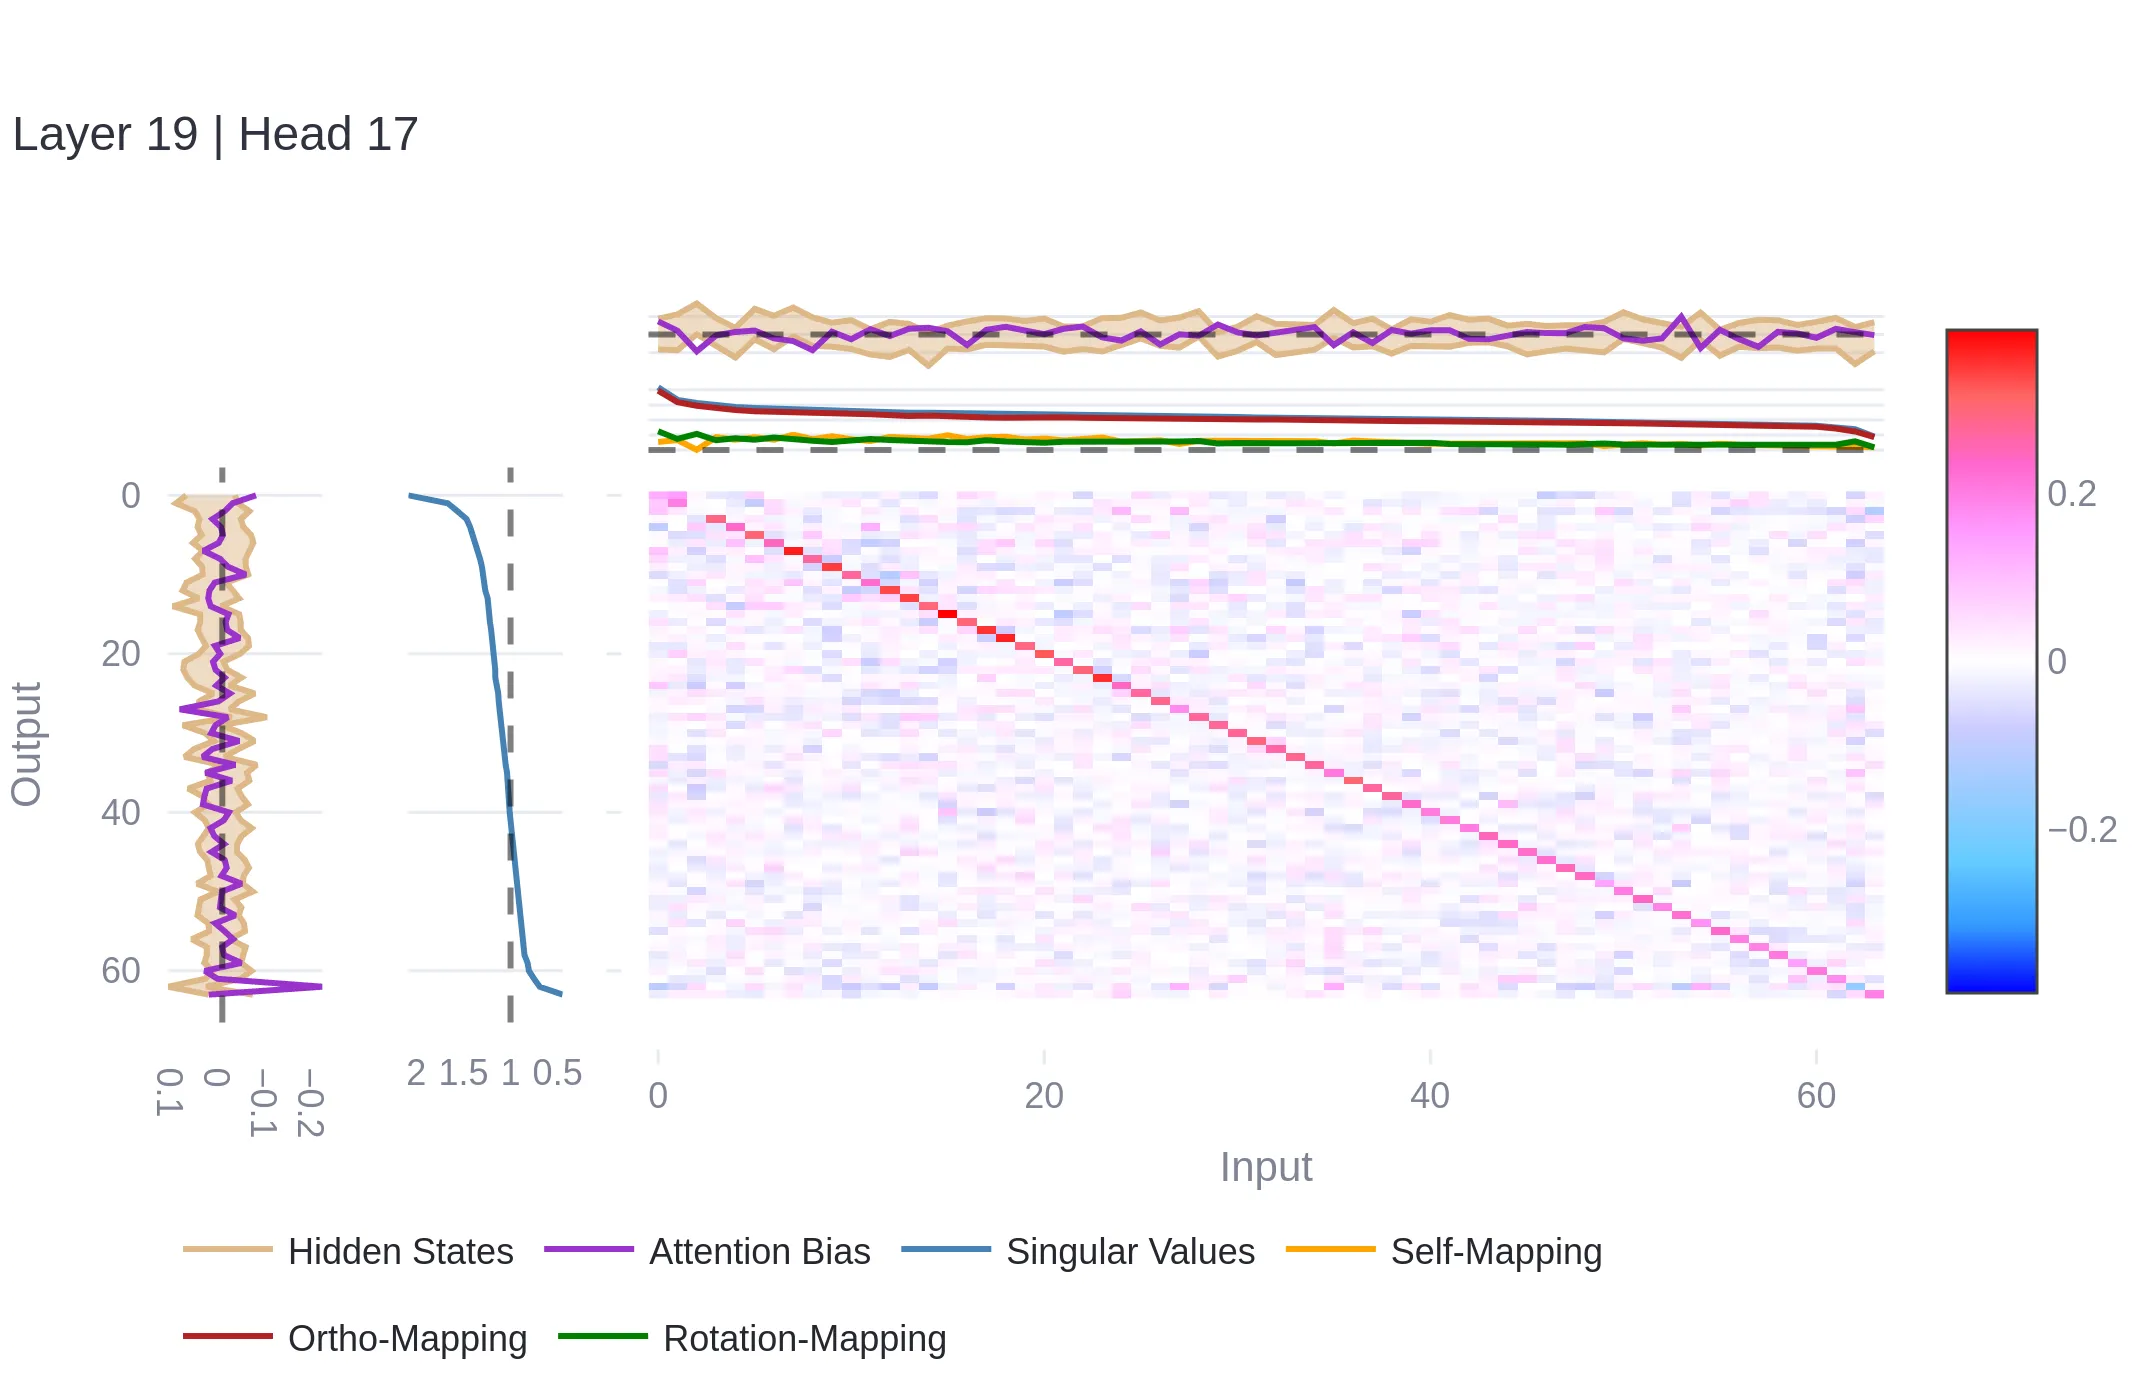 Layer 19 | Head 17
0
20
40
60
Output
0.1
0
−0.1
−0.2
2 1.5 1 0.5
0 20 40 60
Input
0.2
0
−0.2
Hidden States Attention Bias Singular Values Self-Mapping
Ortho-Mapping Rotation-Mapping